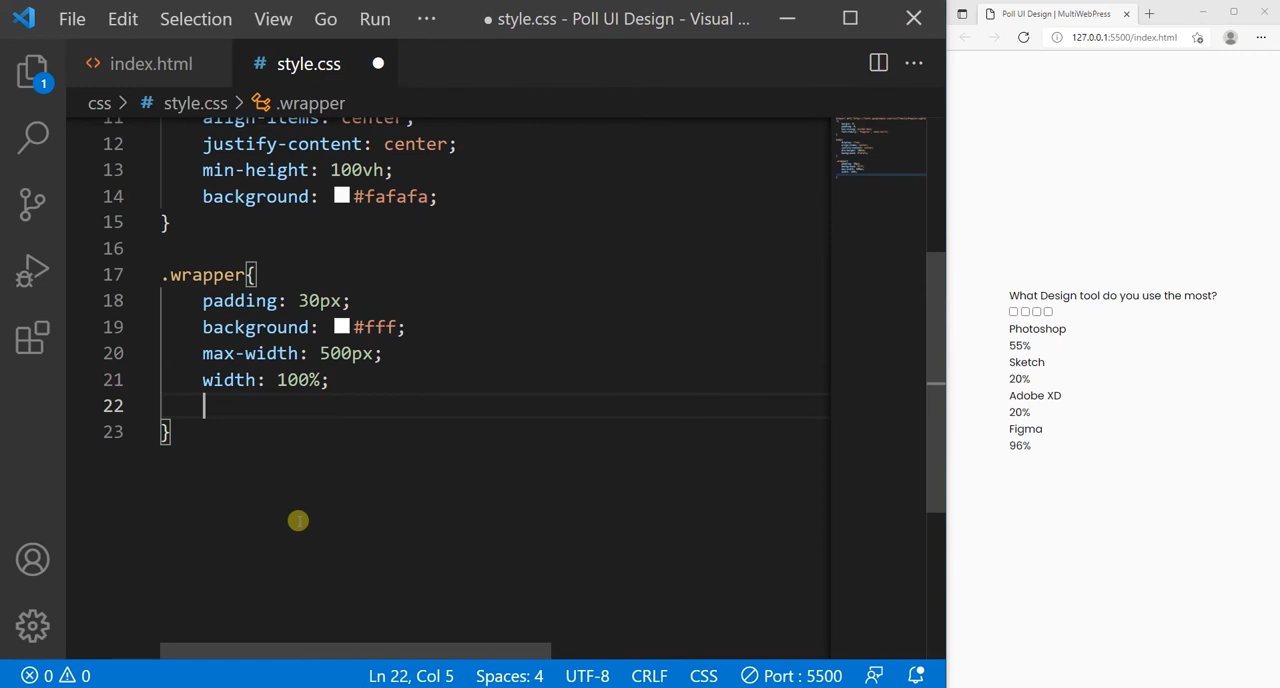 File Edit Selection View Go Run ··· ● style.css - Poll UI Design - Visual ...
Poll UI Design | MultiWebPress
127.0.0.1:5500/index.html
1
<> index.html
# style.css ●
css > # style.css > .wrapper
11 align-items: center;
12 justify-content: center;
13 min-height: 100vh;
14 background: #fafafa;
15 }
16
17 .wrapper{
18 padding: 30px;
19 background: #fff;
20 max-width: 500px;
21 width: 100%;
22
23 }
What Design tool do you use the most?
Photoshop
55%
Sketch
20%
Adobe XD
20%
Figma
96%
0 0 Ln 22, Col 5 Spaces: 4 UTF-8 CRLF CSS Port : 5500